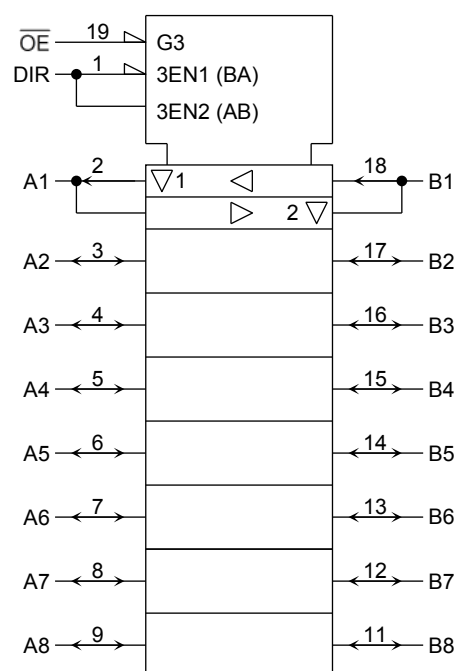 O̅E̅ 19 G3
DIR 1 3EN1 (BA)
3EN2 (AB)
A1 2 1 18 B1
2
A2 3 17 B2
A3 4 16 B3
A4 5 15 B4
A5 6 14 B5
A6 7 13 B6
A7 8 12 B7
A8 9 11 B8